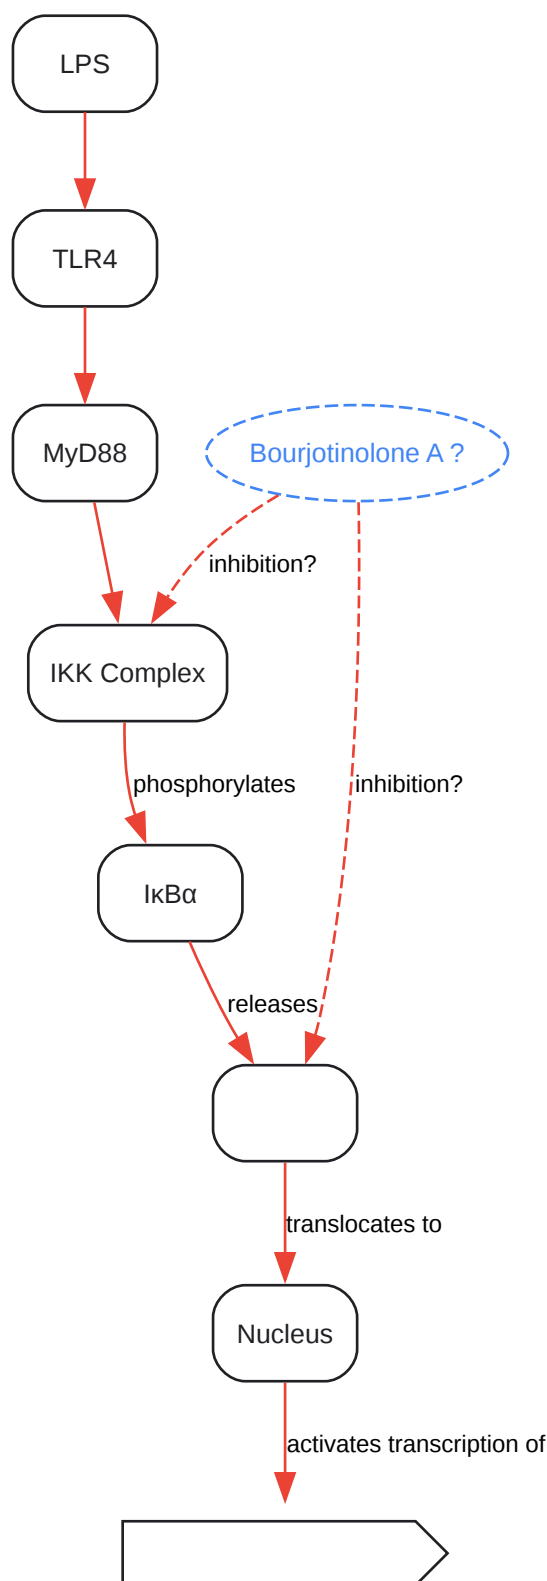 LPS
TLR4
MyD88
Bourjotinolone A ?
inhibition?
IKK Complex
phosphorylates
inhibition?
IκBα
releases
translocates to
Nucleus
activates transcription of